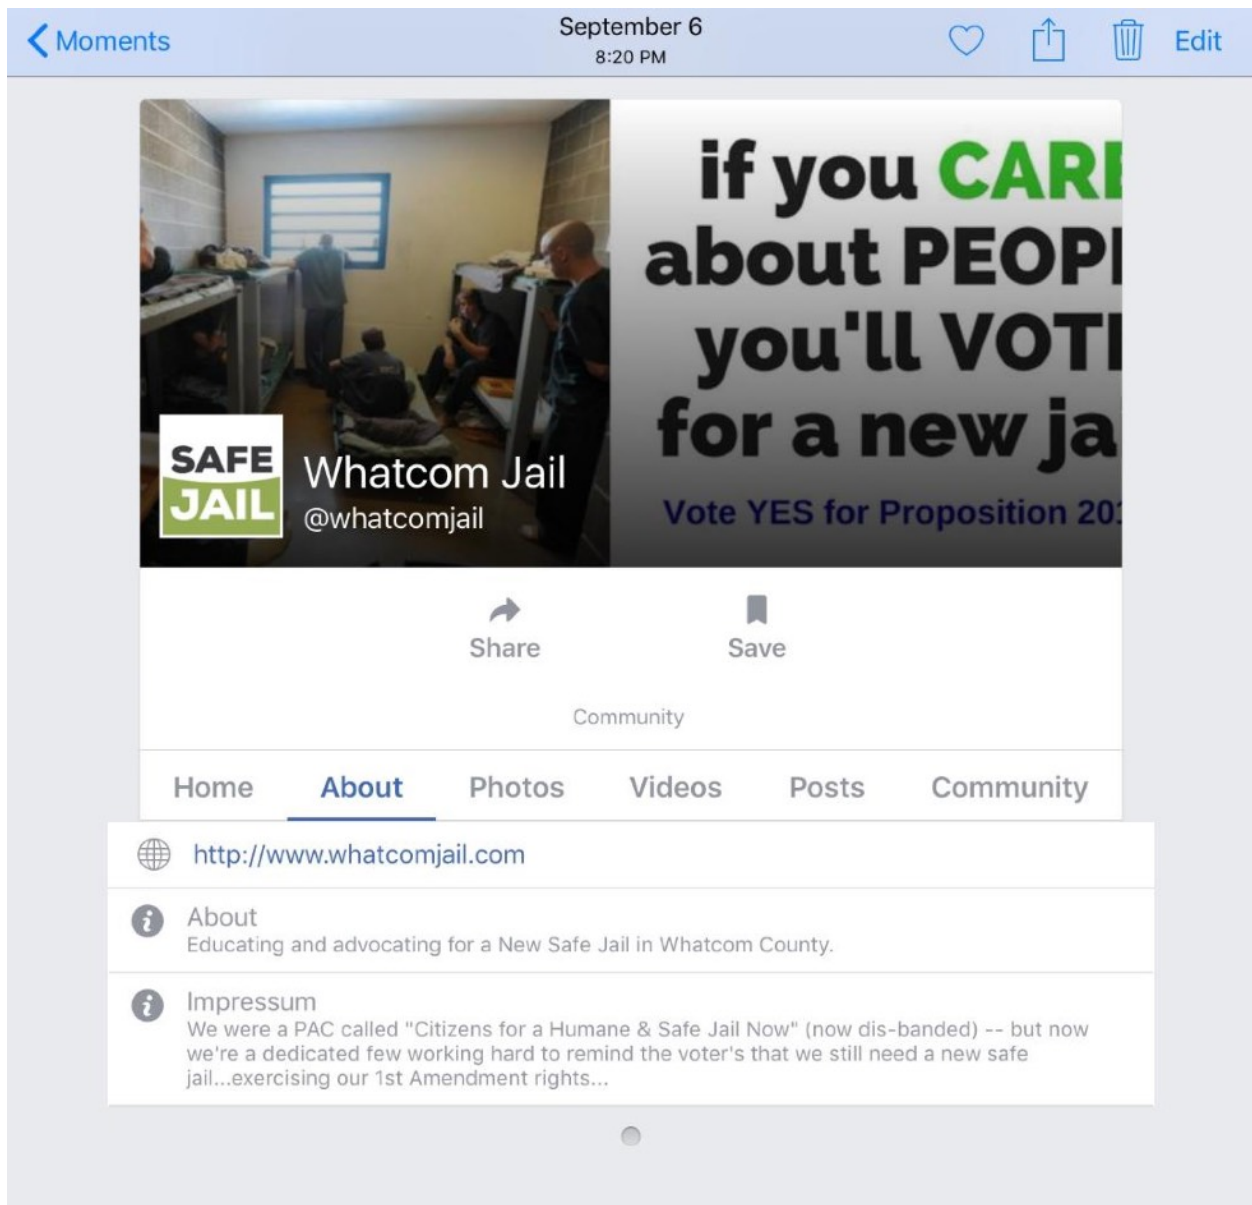 Moments
September 6
8:20 PM
Edit
if you CARE
about PEOPL
you'll VOTE
for a new ja
Vote YES for Proposition 201
SAFE
JAIL
Whatcom Jail
@whatcomjail
Share
Save
Community
Home About Photos Videos Posts Community
http://www.whatcomjail.com
About
Educating and advocating for a New Safe Jail in Whatcom County.
Impressum
We were a PAC called "Citizens for a Humane & Safe Jail Now" (now dis-banded) -- but now
we're a dedicated few working hard to remind the voter's that we still need a new safe
jail...exercising our 1st Amendment rights...